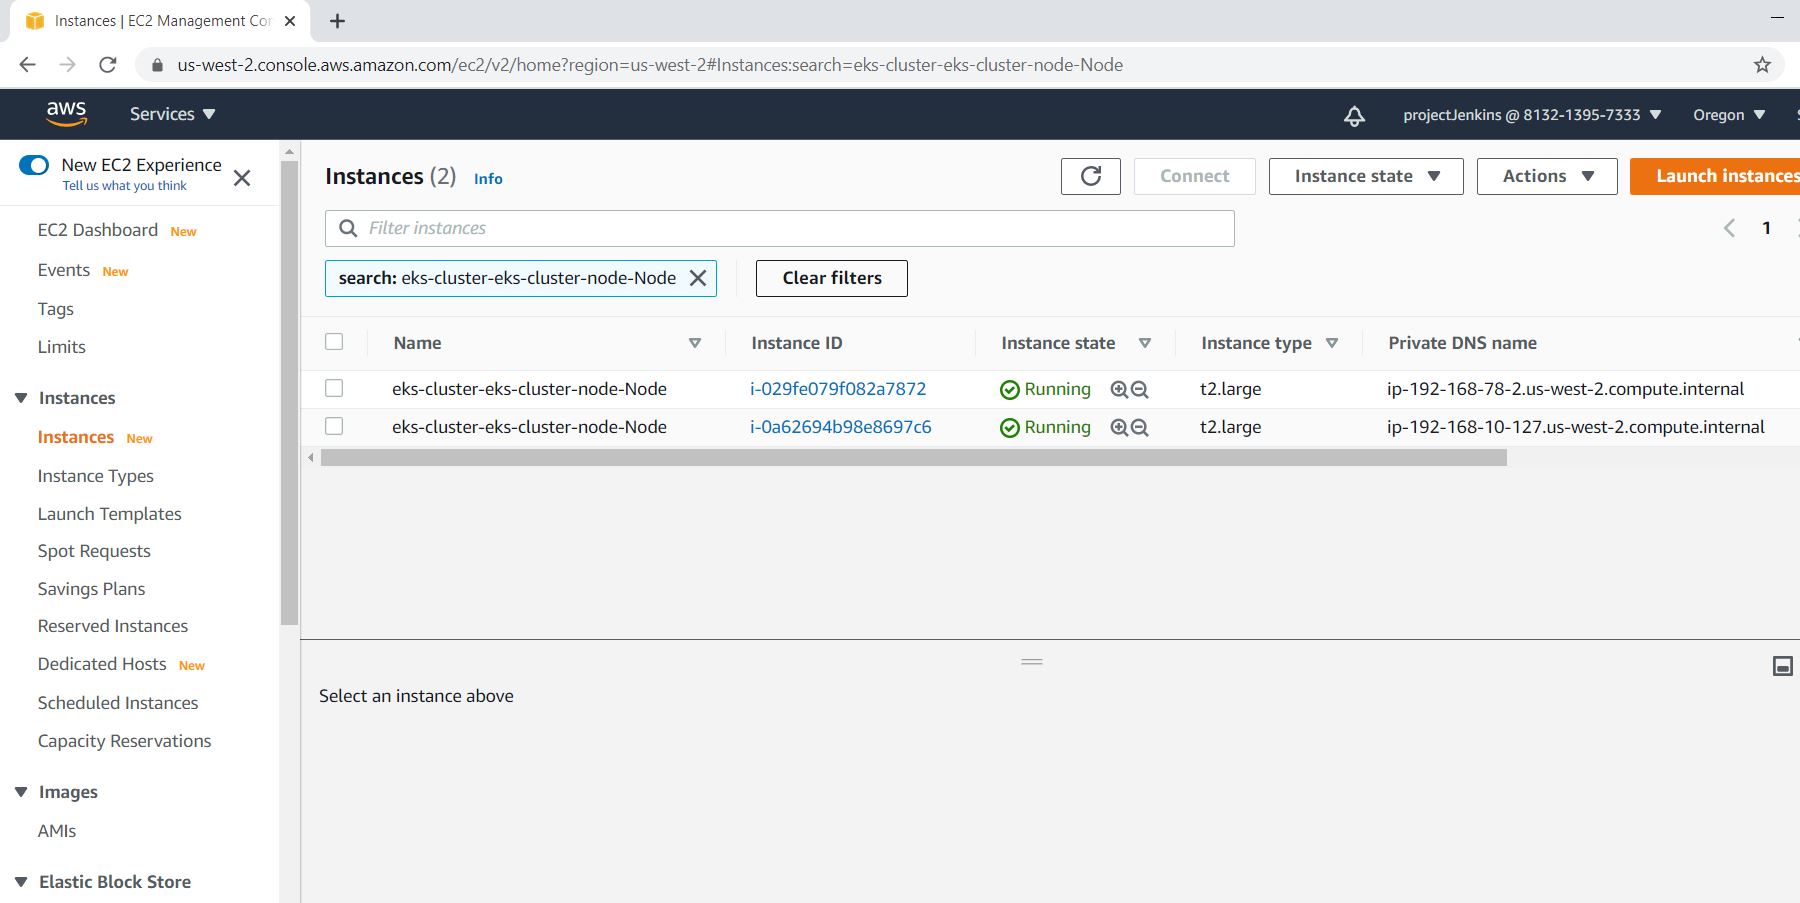 Instances | EC2 Management Con
us-west-2.console.aws.amazon.com/ec2/v2/home?region=us-west-2#Instances:search=eks-cluster-eks-cluster-node-Node
aws Services projectJenkins @ 8132-1395-7333 Oregon
New EC2 Experience
Tell us what you think
EC2 Dashboard New
Events New
Tags
Limits
Instances
Instances New
Instance Types
Launch Templates
Spot Requests
Savings Plans
Reserved Instances
Dedicated Hosts New
Scheduled Instances
Capacity Reservations
Images
AMIs
Elastic Block Store
Instances (2) Info Connect Instance state Actions Launch instances
Filter instances 1
search: eks-cluster-eks-cluster-node-Node Clear filters
Name Instance ID Instance state Instance type Private DNS name
eks-cluster-eks-cluster-node-Node i-029fe079f082a7872 Running t2.large ip-192-168-78-2.us-west-2.compute.internal
eks-cluster-eks-cluster-node-Node i-0a62694b98e8697c6 Running t2.large ip-192-168-10-127.us-west-2.compute.internal
Select an instance above